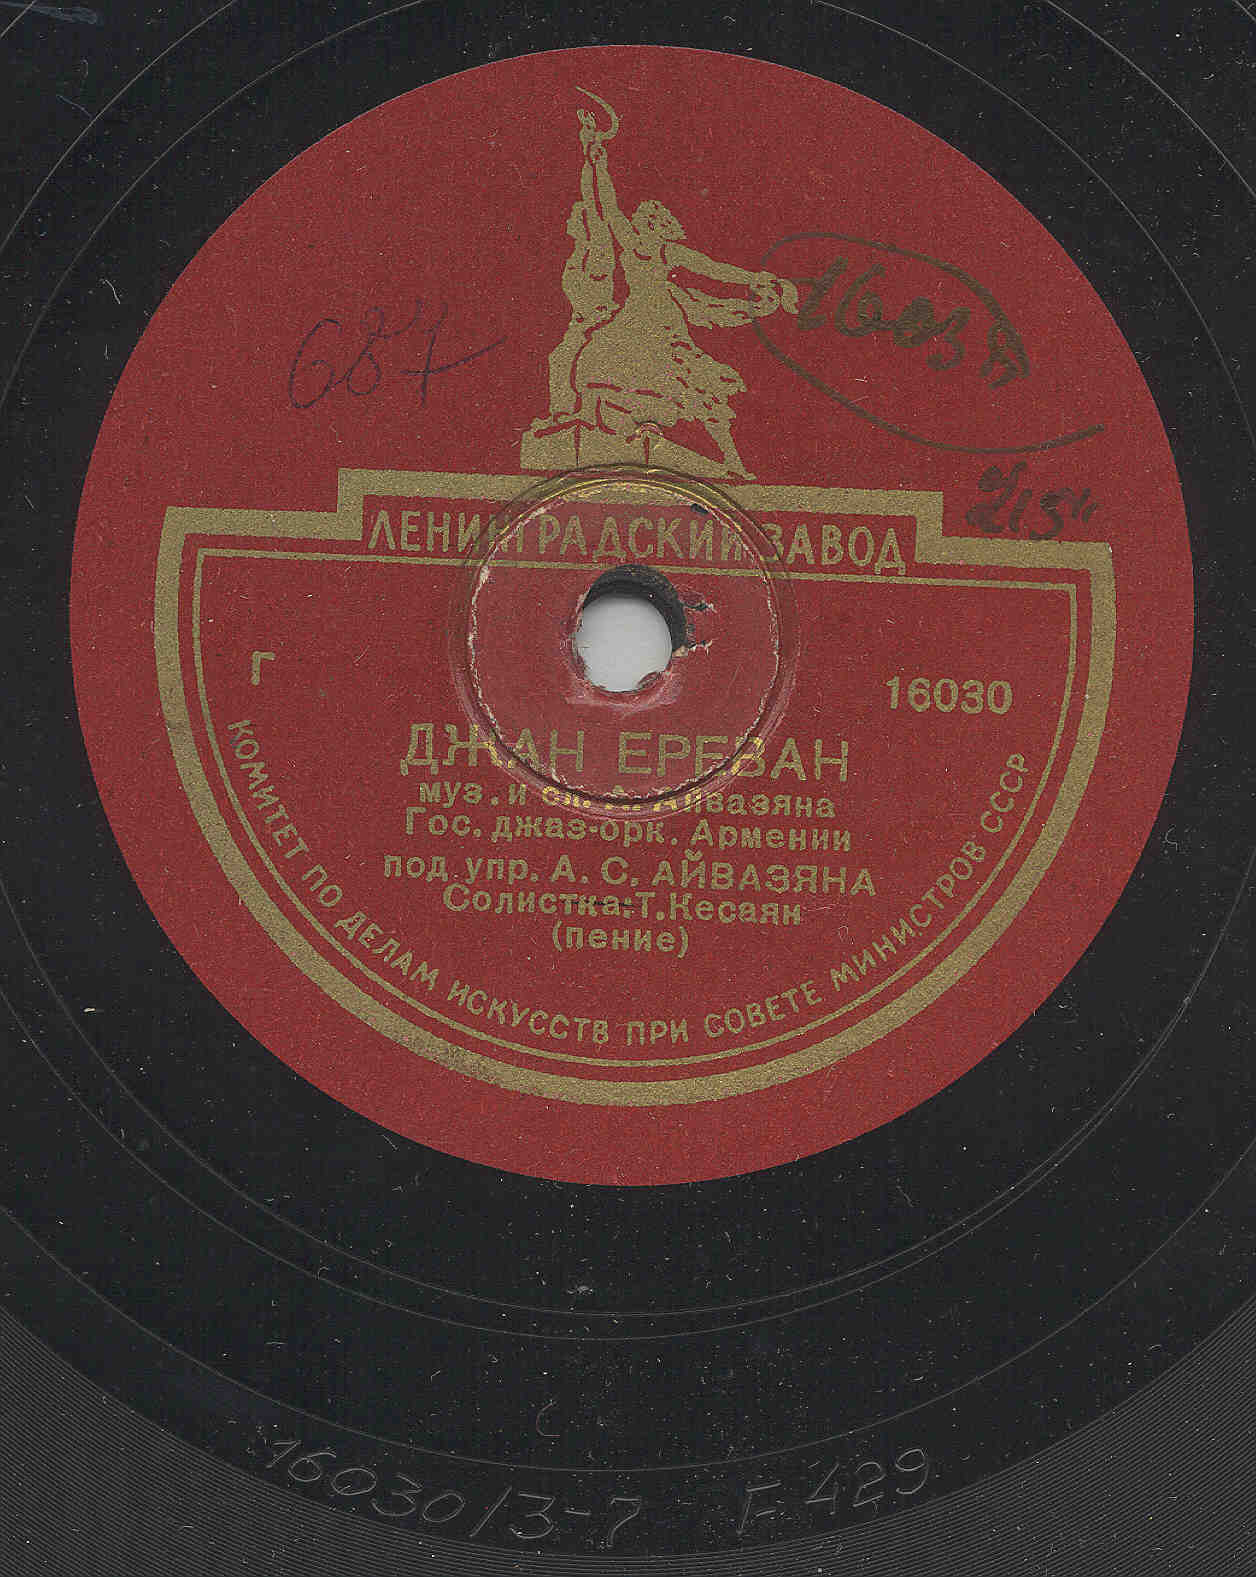 687
16030
ЛЕНИНГРАДСКИЙ ЗАВОД
Г
16030
ДЖАН ЕРЕВАН
муз. и сл. А. Айвазяна
Гос. джаз-орк. Армении
под упр. А. С. АЙВАЗЯНА
Солистка: Т. Кесаян
(пение)
КОМИТЕТ ПО ДЕЛАМ ИСКУССТВ ПРИ СОВЕТЕ МИНИСТРОВ СССР
16030/3-7 F 429